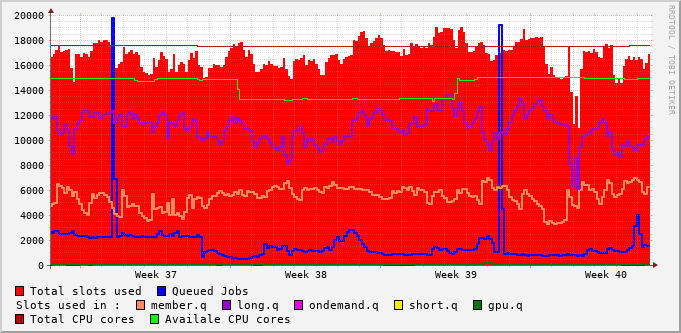 20000
18000
16000
14000
12000
10000
8000
6000
4000
2000
0
Week 37 Week 38 Week 39 Week 40
Total slots used Queued Jobs
Slots used in : member.q long.q ondemand.q short.q gpu.q
Total CPU cores Availale CPU cores
RRDTOOL / TOBI OETIKER